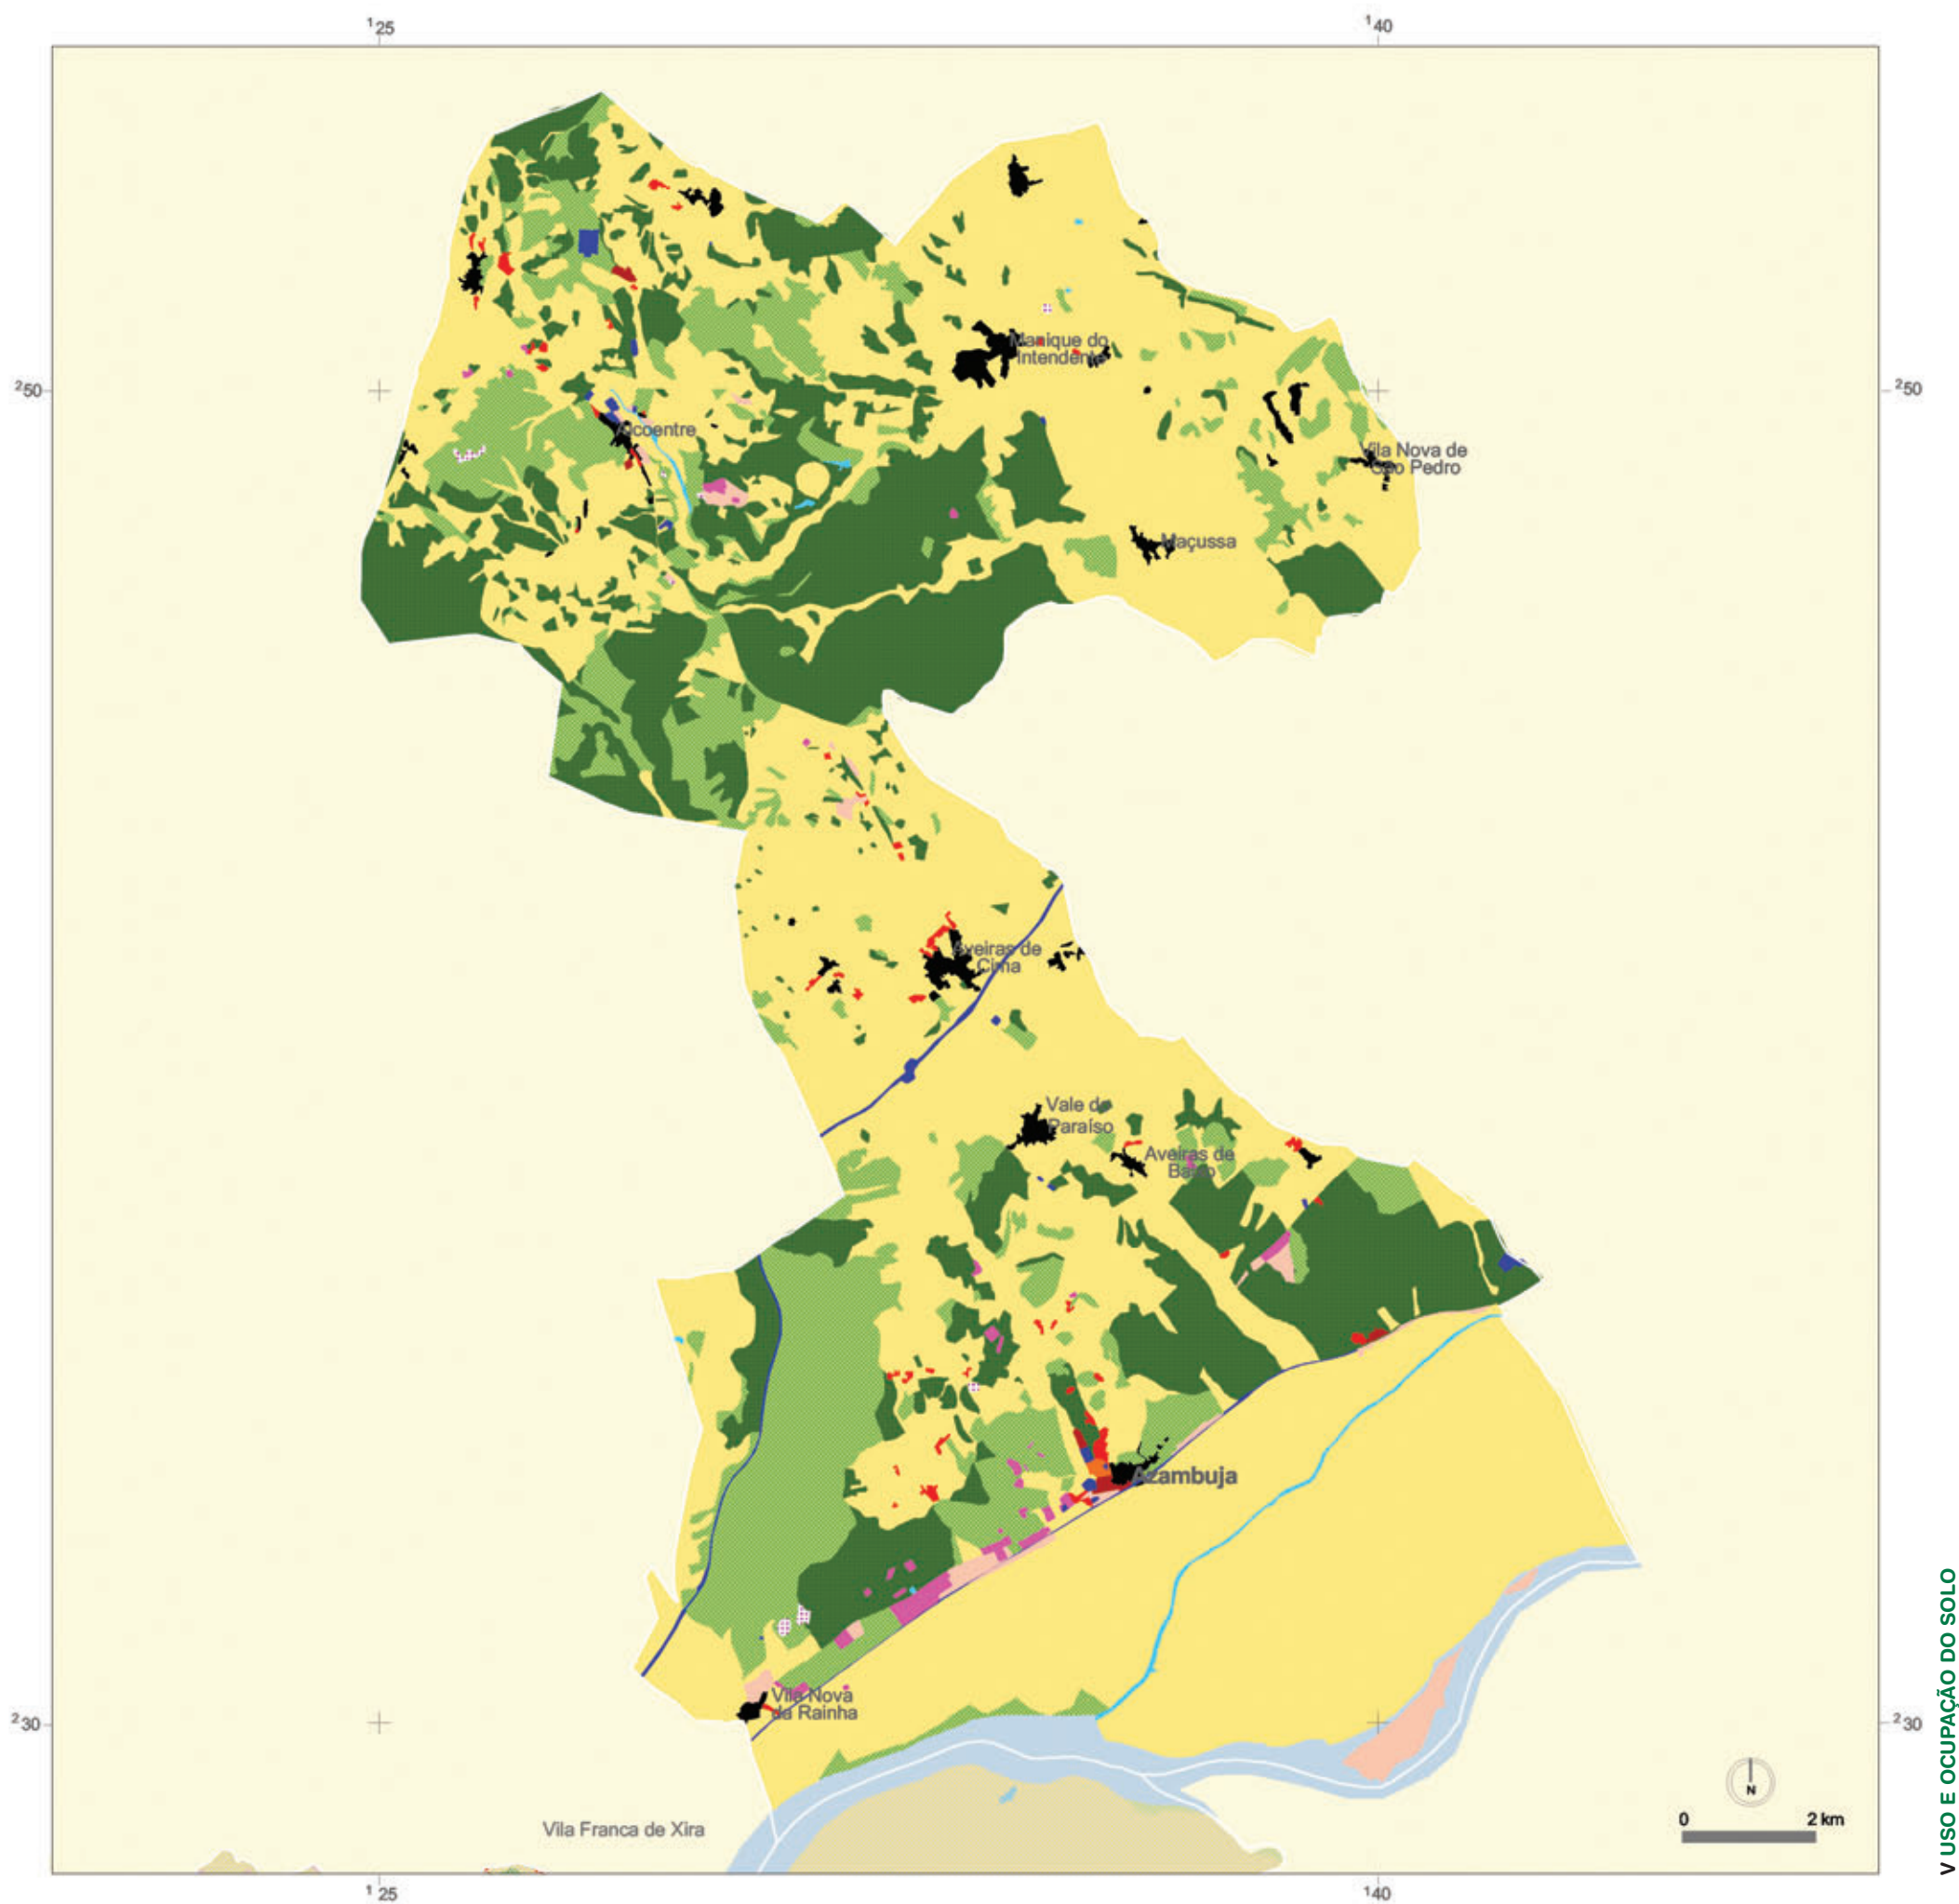 125
140
Manique do
Intendente
250
250
Alcoentre
Vila Nova de
São Pedro
Maçussa
Aveiras de
Cima
Vale do
Paraíso
Aveiras de
Baixo
Azambuja
Vila Nova
da Rainha
230
230
N
0 2 km
Vila Franca de Xira
125
140
V USO E OCUPAÇÃO DO SOLO